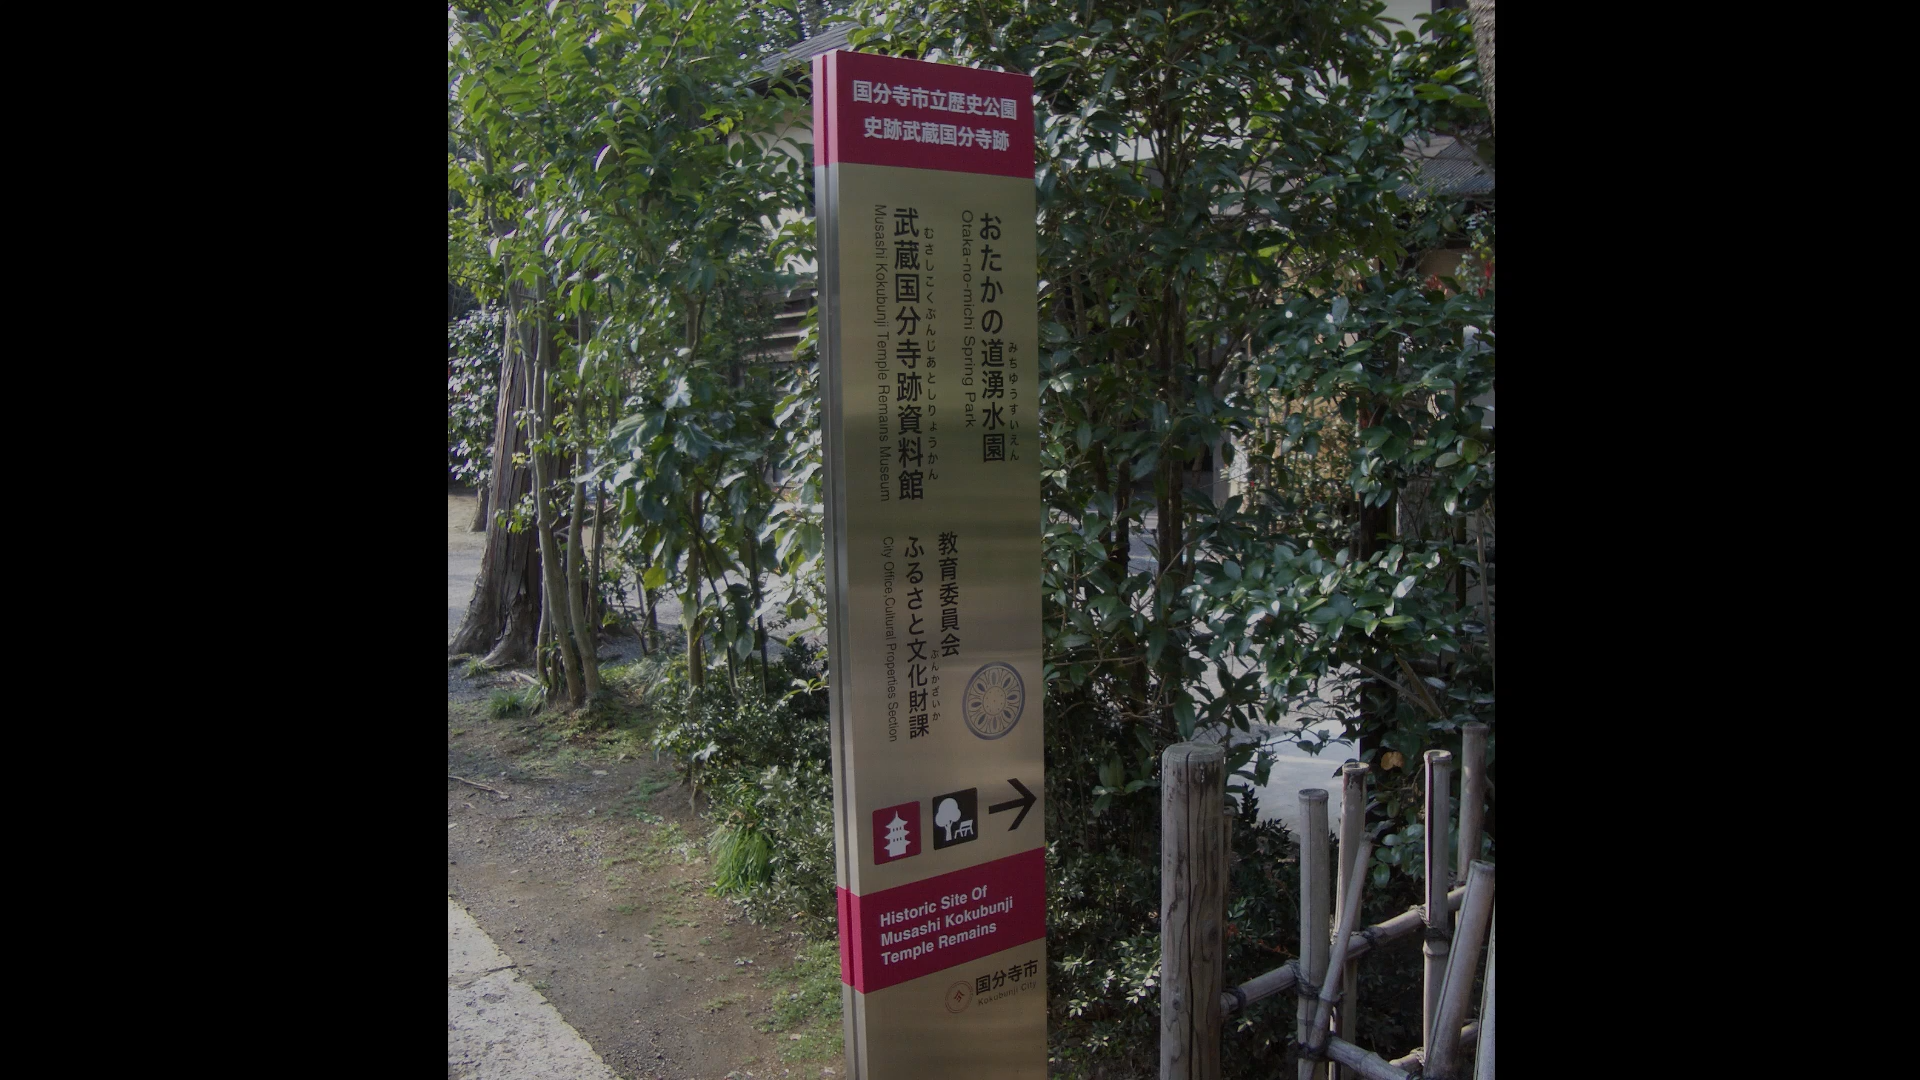 国分寺市立歴史公園
史跡武蔵国分寺跡
おたかの道湧水園
みちゆうすいえん
Otaka-no-michi Spring Park
武蔵国分寺跡資料館
むさしこくぶんじあとしりょうかん
Musashi Kokubunji Temple Remains Museum
教育委員会
ふるさと文化財課
ぶんかざいか
City Office.Cultural Properties Section
Historic Site Of
Musashi Kokubunji
Temple Remains
国分寺市
Kokubunji City